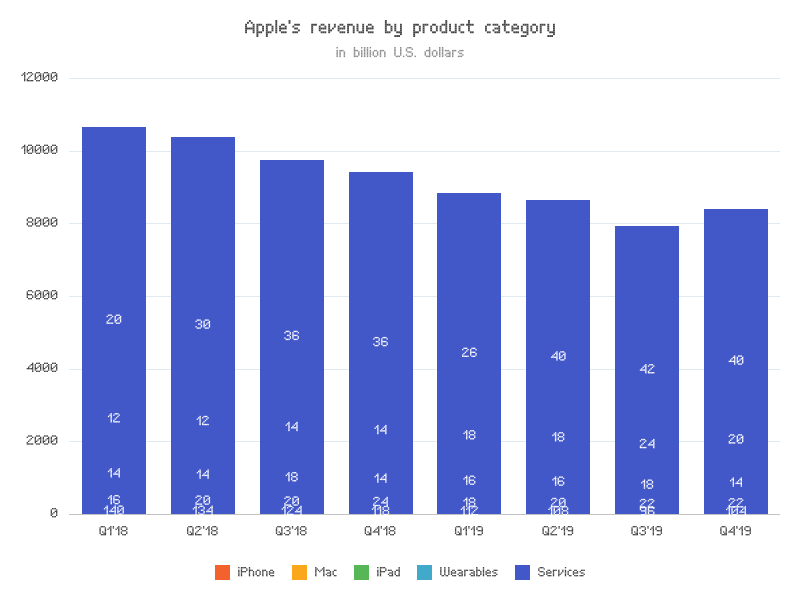 Apple's revenue by product category
in billion U.S. dollars
12000
10000
8000
6000
4000
2000
0
20 30 36 36 26 40 42 40
12 12 14 14 18 18 24 20
14 14 18 14 16 16 18 14
16 20 20 24 18 20 22 22
140 134 124 118 112 108 96 104
Q1'18 Q2'18 Q3'18 Q4'18 Q1'19 Q2'19 Q3'19 Q4'19
iPhone Mac iPad Wearables Services